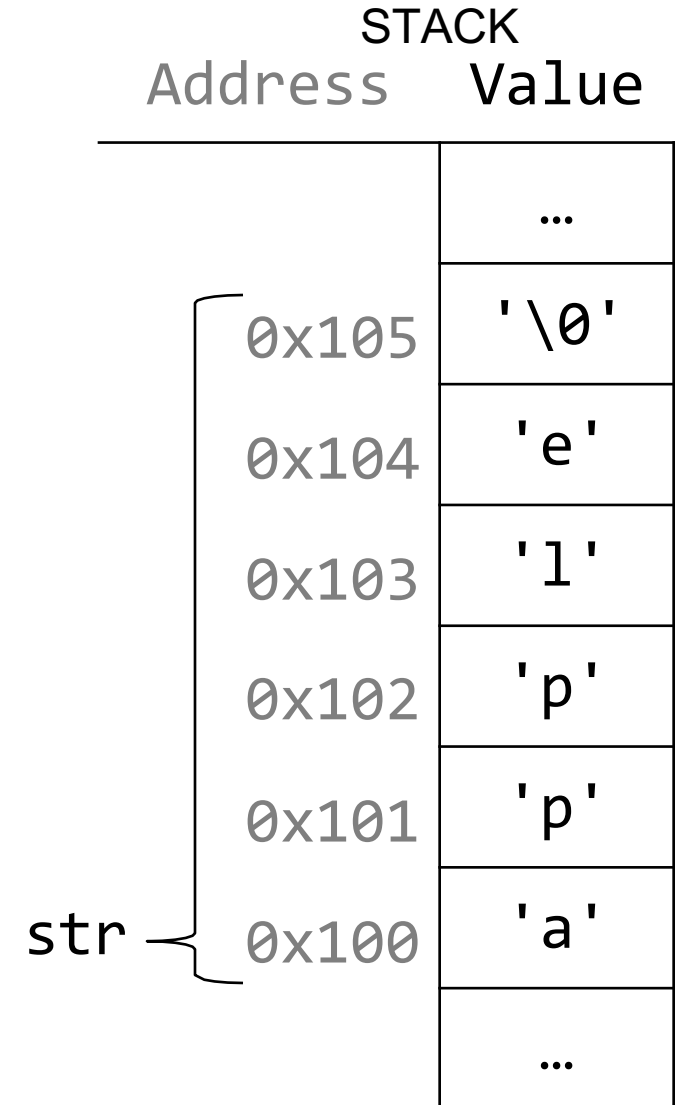 STACK
Address Value
…
0x105 '\0'
0x104 'e'
0x103 'l'
0x102 'p'
0x101 'p'
str 0x100 'a'
…